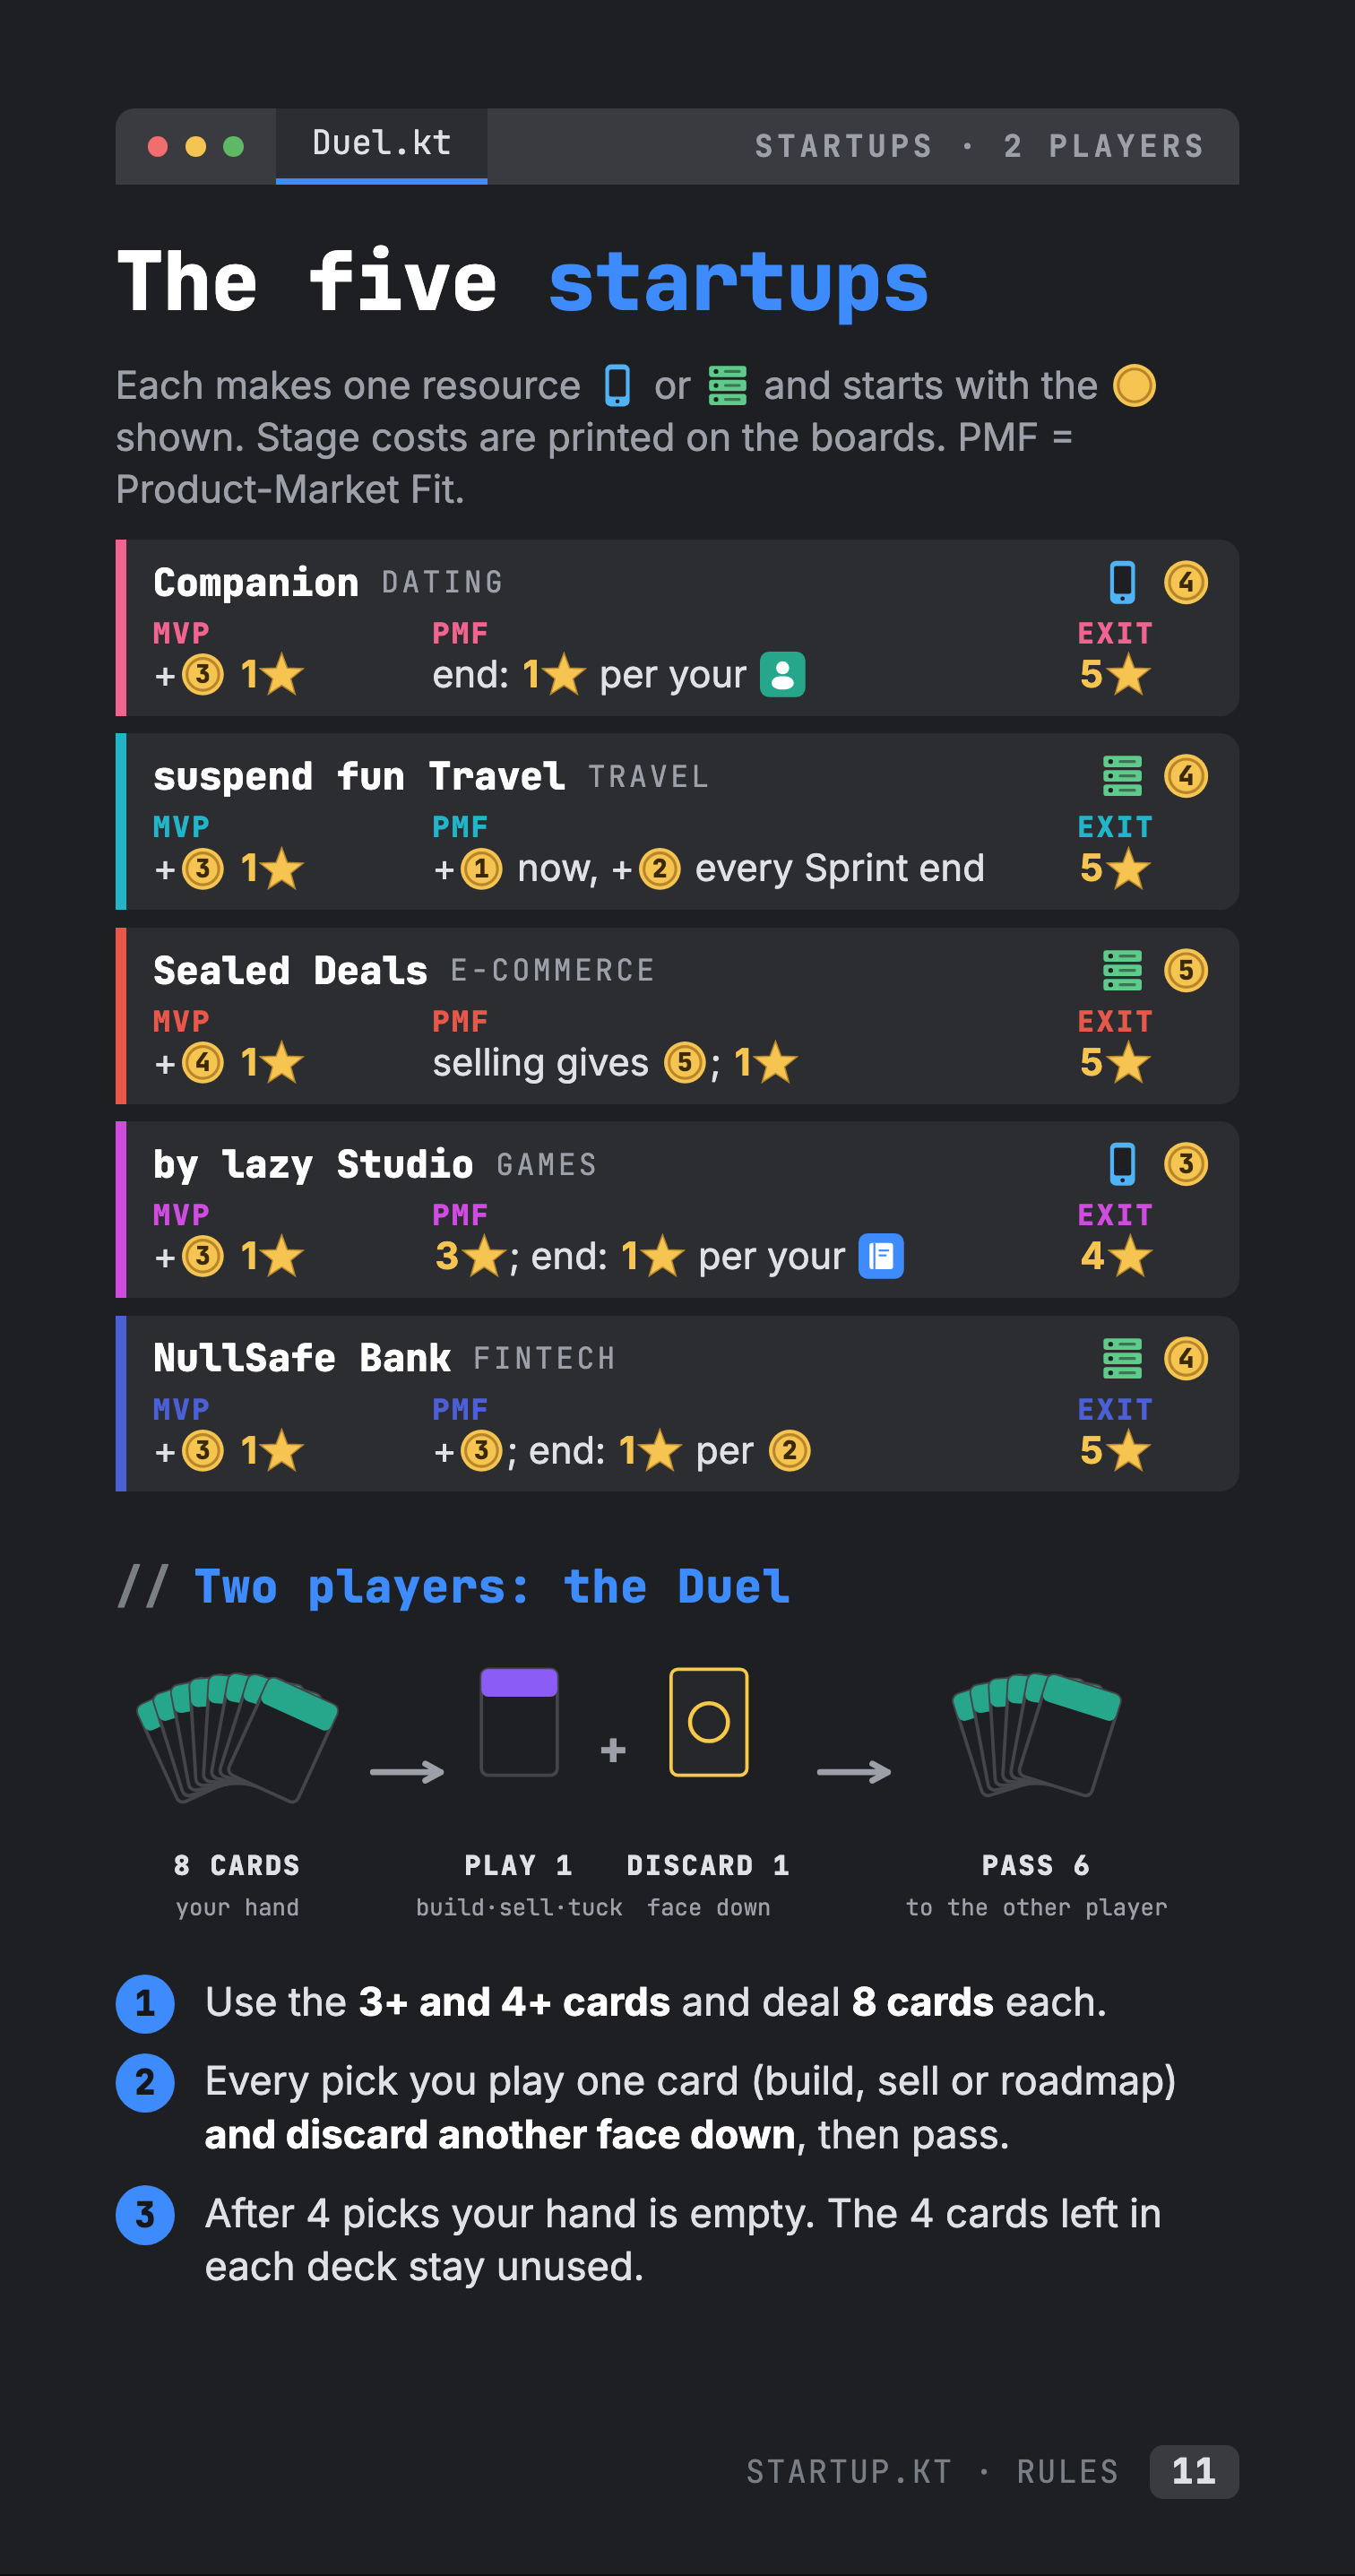 Duel.kt
STARTUPS · 2 PLAYERS
The five startups
Each makes one resource or and starts with the
shown. Stage costs are printed on the boards. PMF =
Product-Market Fit.
Companion DATING 4
MVP PMF EXIT
+3 1 end: 1 per your 5
suspend fun Travel TRAVEL 4
MVP PMF EXIT
+3 1 +1 now, +2 every Sprint end 5
Sealed Deals E-COMMERCE 5
MVP PMF EXIT
+4 1 selling gives 5; 1 5
by lazy Studio GAMES 3
MVP PMF EXIT
+3 1 3; end: 1 per your 4
NullSafe Bank FINTECH 4
MVP PMF EXIT
+3 1 +3; end: 1 per 2 5
// Two players: the Duel
+
8 CARDS PLAY 1 DISCARD 1 PASS 6
your hand build·sell·tuck face down to the other player
1 Use the 3+ and 4+ cards and deal 8 cards each.
2 Every pick you play one card (build, sell or roadmap)
and discard another face down, then pass.
3 After 4 picks your hand is empty. The 4 cards left in
each deck stay unused.
STARTUP.KT · RULES 11